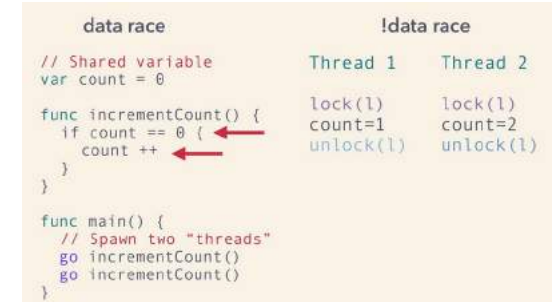 data race
// Shared variable
var count = 0
func incrementCount() {
if count == 0 {
count ++
}
}
func main() {
// Spawn two "threads"
go incrementCount()
go incrementCount()
}
!data race
Thread 1 Thread 2
lock(l) lock(l)
count=1 count=2
unlock(l) unlock(l)